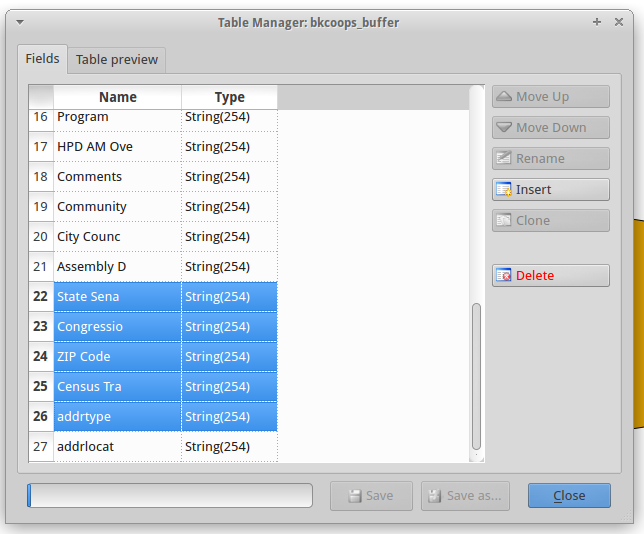 Table Manager: bkcoops_buffer
Fields Table preview
Name Type
16 Program String(254)
17 HPD AM Ove String(254)
18 Comments String(254)
19 Community String(254)
20 City Counc String(254)
21 Assembly D String(254)
22 State Sena String(254)
23 Congressio String(254)
24 ZIP Code String(254)
25 Census Tra String(254)
26 addrtype String(254)
27 addrlocat String(254)
Move Up
Move Down
Rename
Insert
Clone
Delete
Save Save as... Close